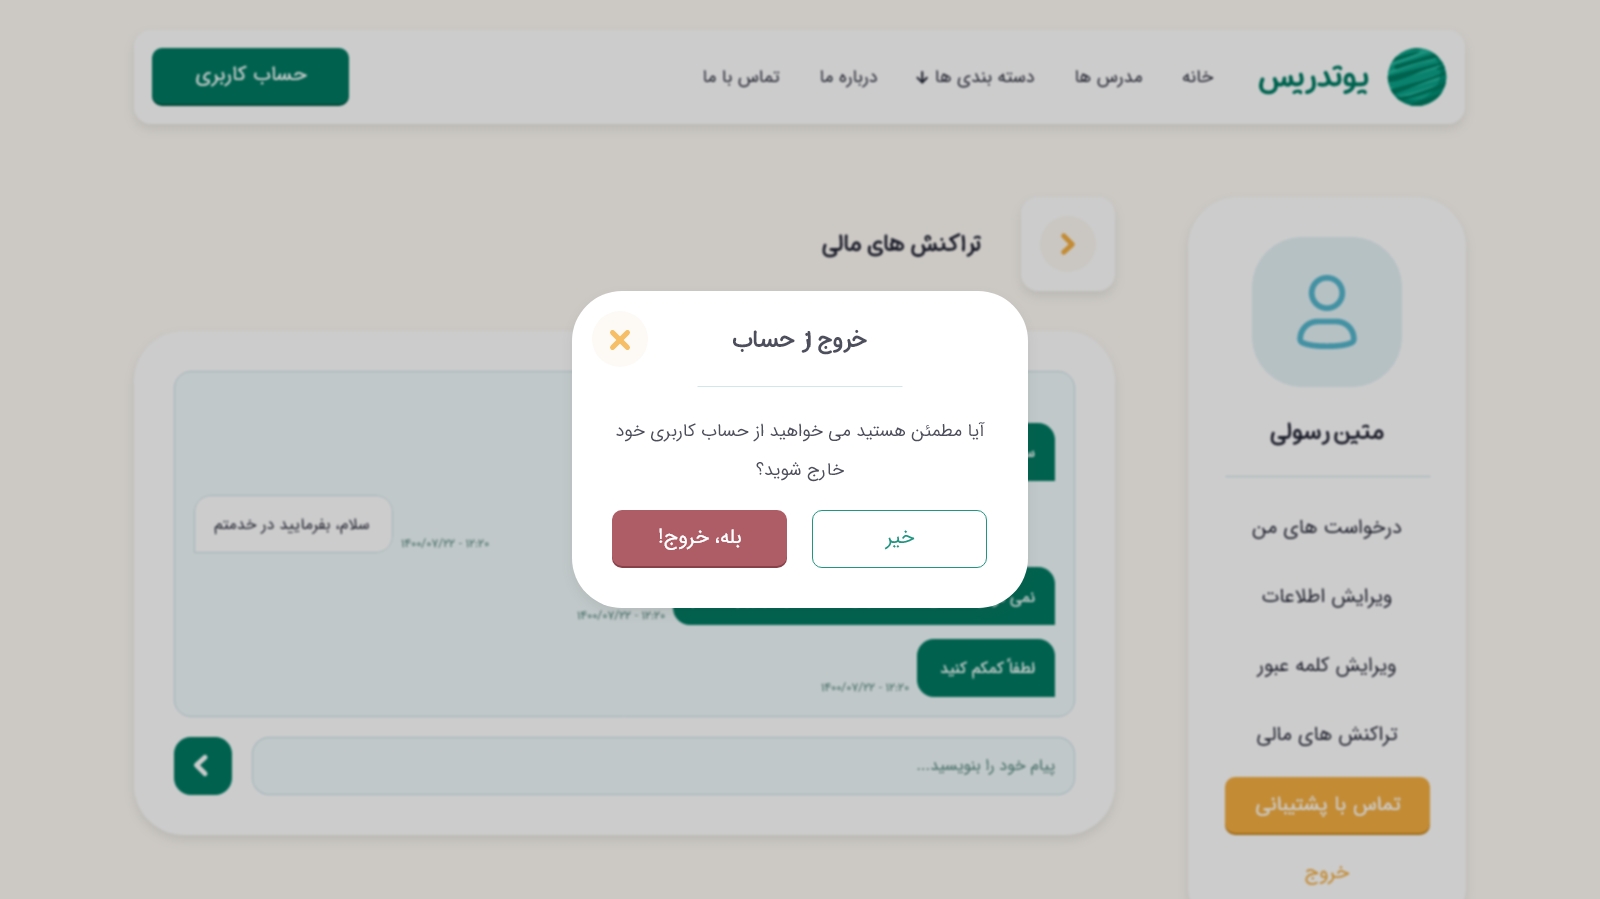 یوتدریس
خانه
مدرس ها
دسته بندی ها
درباره ما
تماس با ما
حساب کاربری
تراکنش های مالی
متین رسولی
درخواست های من
ویرایش اطلاعات
ویرایش کلمه عبور
تراکنش های مالی
تماس با پشتیبانی
خروج
خروج از حساب
آیا مطمئن هستید می خواهید از حساب کاربری خود
خارج شوید؟
خیر
بله، خروج!
سلام، بفرمایید در خدمتم
۱۴۰۰/۰۷/۲۲ - ۱۲:۲۰
نمی
۱۴۰۰/۰۷/۲۲ - ۱۲:۲۰
لطفاً کمکم کنید
۱۴۰۰/۰۷/۲۲ - ۱۲:۲۰
پیام خود را بنویسید...